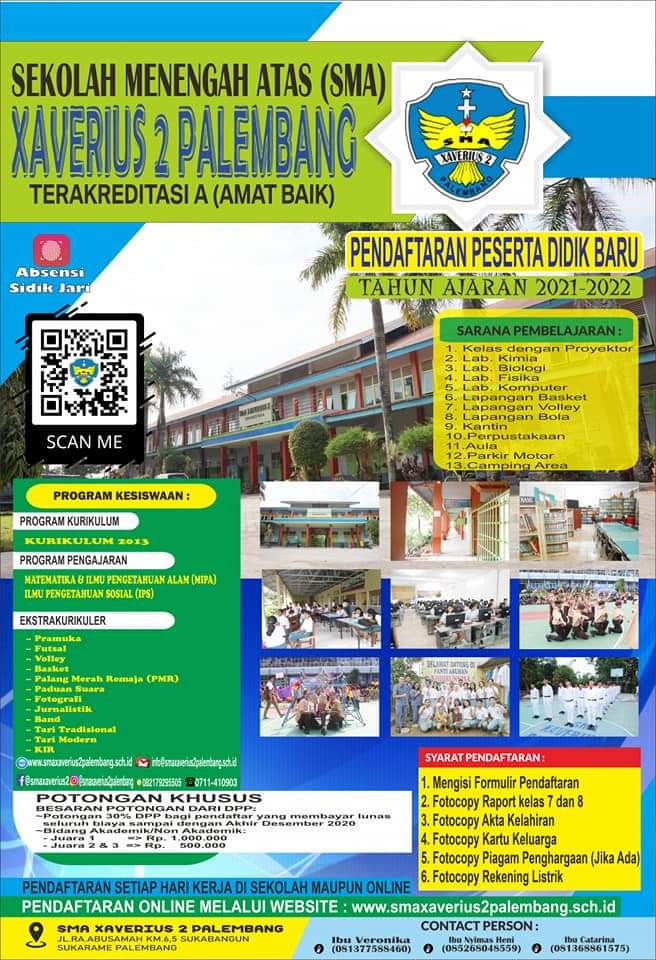 SEKOLAH MENENGAH ATAS (SMA)
XAVERIUS 2 PALEMBANG
TERAKREDITASI A (AMAT BAIK)
SMA
XAVERIUS 2
PALEMBANG
Absensi
Sidik Jari
SCAN ME
PENDAFTARAN PESERTA DIDIK BARU
TAHUN AJARAN 2021-2022
SARANA PEMBELAJARAN :
1. Kelas dengan Proyektor
2. Lab. Kimia
3. Lab. Biologi
4. Lab. Fisika
5. Lab. Komputer
6. Lapangan Basket
7. Lapangan Volley
8. Lapangan Bola
9. Kantin
10.Perpustakaan
11.Aula
12.Parkir Motor
13.Camping Area
PROGRAM KESISWAAN :
PROGRAM KURIKULUM
KURIKULUM 2013
PROGRAM PENGAJARAN
MATEMATIKA & ILMU PENGETAHUAN ALAM (MIPA)
ILMU PENGETAHUAN SOSIAL (IPS)
EKSTRAKURIKULER
~ Pramuka
~ Futsal
~ Volley
~ Basket
~ Palang Merah Remaja (PMR)
~ Paduan Suara
~ Fotografi
~ Jurnalistik
~ Band
~ Tari Tradisional
~ Tari Modern
~ KIR
www.smaxaverius2palembang.sch.id info@smaxaverius2palembang.sch.id
@smaxaverius2 @smaxaverius2palembang 082179295505 0711-410903
SELAMAT DATANG DI
PANTI ASUHAN
POTONGAN KHUSUS
BESARAN POTONGAN DARI DPP:
~Potongan 30% DPP bagi pendaftar yang membayar lunas
seluruh biaya sampai dengan Akhir Desember 2020
~Bidang Akademik/Non Akademik:
- Juara 1 => Rp. 1.000.000
- Juara 2 & 3 => Rp. 500.000
SYARAT PENDAFTARAN :
1. Mengisi Formulir Pendaftaran
2. Fotocopy Raport kelas 7 dan 8
3. Fotocopy Akta Kelahiran
4. Fotocopy Kartu Keluarga
5. Fotocopy Piagam Penghargaan (Jika Ada)
6. Fotocopy Rekening Listrik
PENDAFTARAN SETIAP HARI KERJA DI SEKOLAH MAUPUN ONLINE
PENDAFTARAN ONLINE MELALUI WEBSITE : www.smaxaverius2palembang.sch.id
SMA XAVERIUS 2 PALEMBANG
JL.RA.ABUSAMAH KM.6,5 SUKABANGUN
SUKARAME PALEMBANG
CONTACT PERSON :
Ibu Veronika
(081377588460)
Ibu Nyimas Heni
(085268048559)
Ibu Catarina
(081368861575)